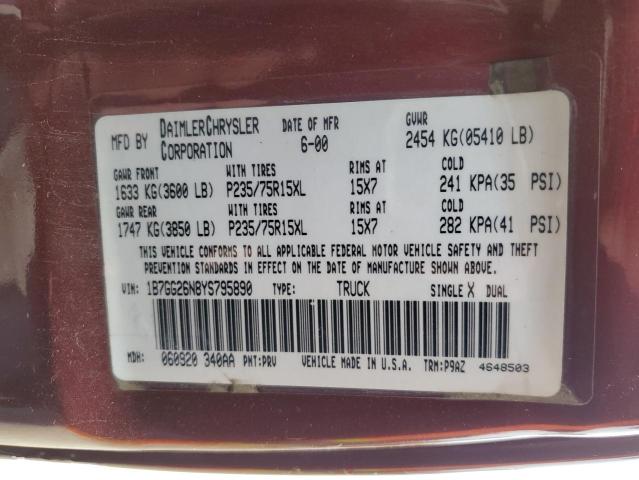 MFD BY DAIMLERCHRYSLER CORPORATION DATE OF MFR 6-00 GVWR 2454 KG(05410 LB)
GAWR FRONT WITH TIRES RIMS AT COLD
1633 KG(3600 LB) P235/75R15XL 15X7 241 KPA(35 PSI)
GAWR REAR WITH TIRES RIMS AT COLD
1747 KG(3850 LB) P235/75R15XL 15X7 282 KPA(41 PSI)
THIS VEHICLE CONFORMS TO ALL APPLICABLE FEDERAL MOTOR VEHICLE SAFETY AND THEFT
PREVENTION STANDARDS IN EFFECT ON THE DATE OF MANUFACTURE SHOWN ABOVE.
VIN: 1B7GG26N8YS795890 TYPE: TRUCK SINGLE X DUAL
MDH: 060920 340AA PNT:PRV VEHICLE MADE IN U.S.A. TRM:P9AZ 4648503